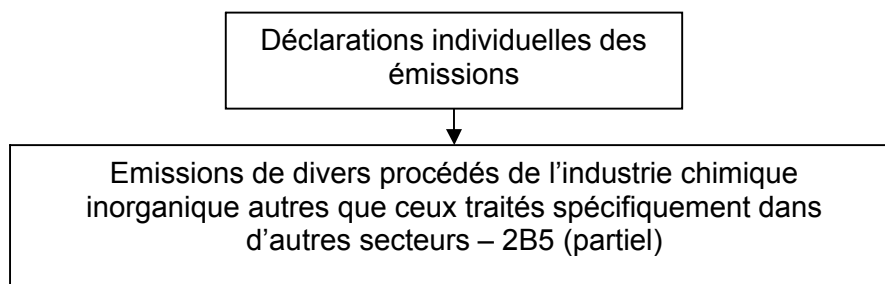 Déclarations individuelles des
émissions
Emissions de divers procédés de l’industrie chimique
inorganique autres que ceux traités spécifiquement dans
d’autres secteurs – 2B5 (partiel)